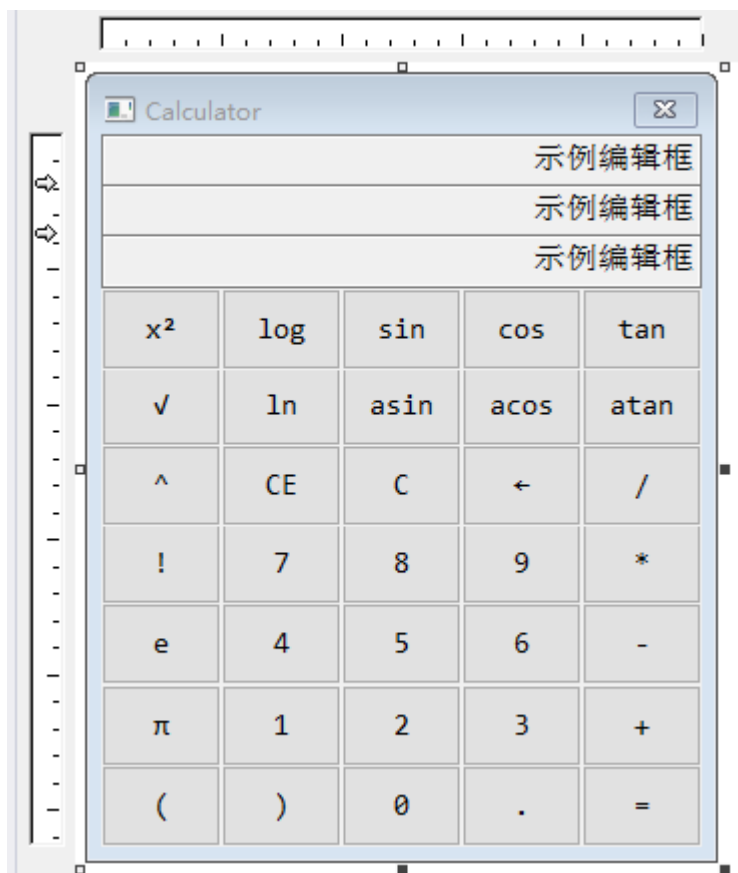 Calculator
示例编辑框
示例编辑框
示例编辑框
x² log sin cos tan
√ ln asin acos atan
^ CE C ← /
! 7 8 9 *
e 4 5 6 -
π 1 2 3 +
( ) 0 . =